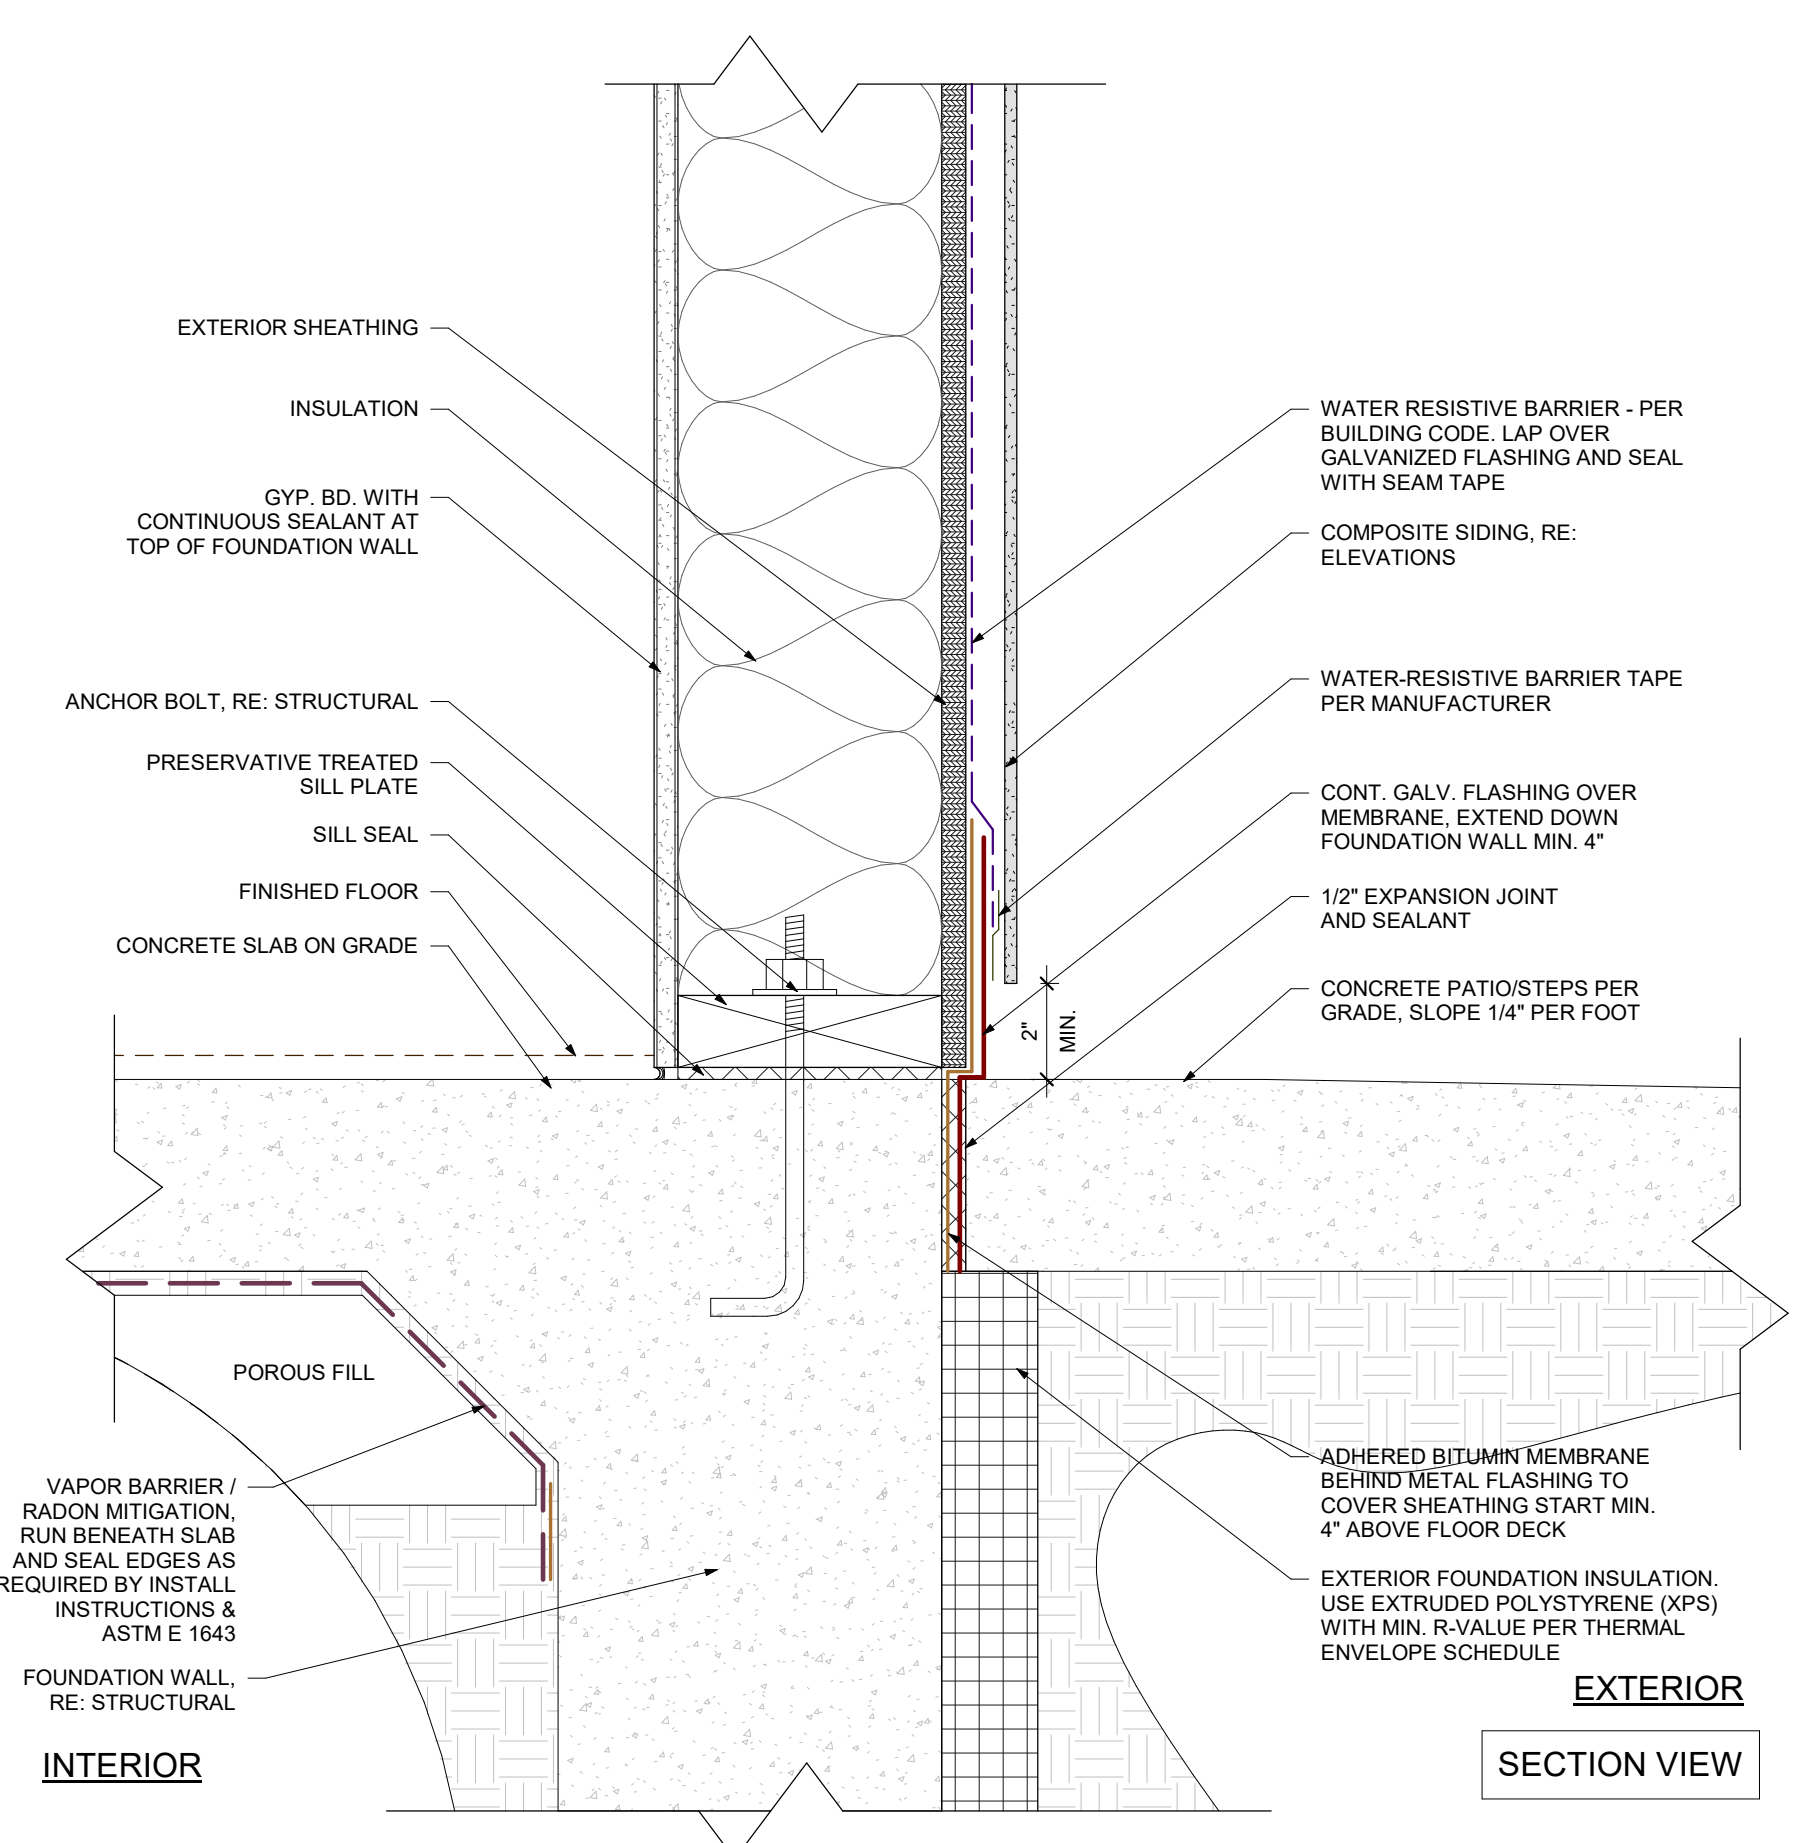 EXTERIOR SHEATHING
INSULATION
GYP. BD. WITH
CONTINUOUS SEALANT AT
TOP OF FOUNDATION WALL
ANCHOR BOLT, RE: STRUCTURAL
PRESERVATIVE TREATED
SILL PLATE
SILL SEAL
FINISHED FLOOR
CONCRETE SLAB ON GRADE
POROUS FILL
VAPOR BARRIER /
RADON MITIGATION,
RUN BENEATH SLAB
AND SEAL EDGES AS
REQUIRED BY INSTALL
INSTRUCTIONS &
ASTM E 1643
FOUNDATION WALL,
RE: STRUCTURAL
INTERIOR
WATER RESISTIVE BARRIER - PER
BUILDING CODE. LAP OVER
GALVANIZED FLASHING AND SEAL
WITH SEAM TAPE
COMPOSITE SIDING, RE:
ELEVATIONS
WATER-RESISTIVE BARRIER TAPE
PER MANUFACTURER
CONT. GALV. FLASHING OVER
MEMBRANE, EXTEND DOWN
FOUNDATION WALL MIN. 4"
1/2" EXPANSION JOINT
AND SEALANT
CONCRETE PATIO/STEPS PER
GRADE, SLOPE 1/4" PER FOOT
2"
MIN.
ADHERED BITUMIN MEMBRANE
BEHIND METAL FLASHING TO
COVER SHEATHING START MIN.
4" ABOVE FLOOR DECK
EXTERIOR FOUNDATION INSULATION.
USE EXTRUDED POLYSTYRENE (XPS)
WITH MIN. R-VALUE PER THERMAL
ENVELOPE SCHEDULE
EXTERIOR
SECTION VIEW